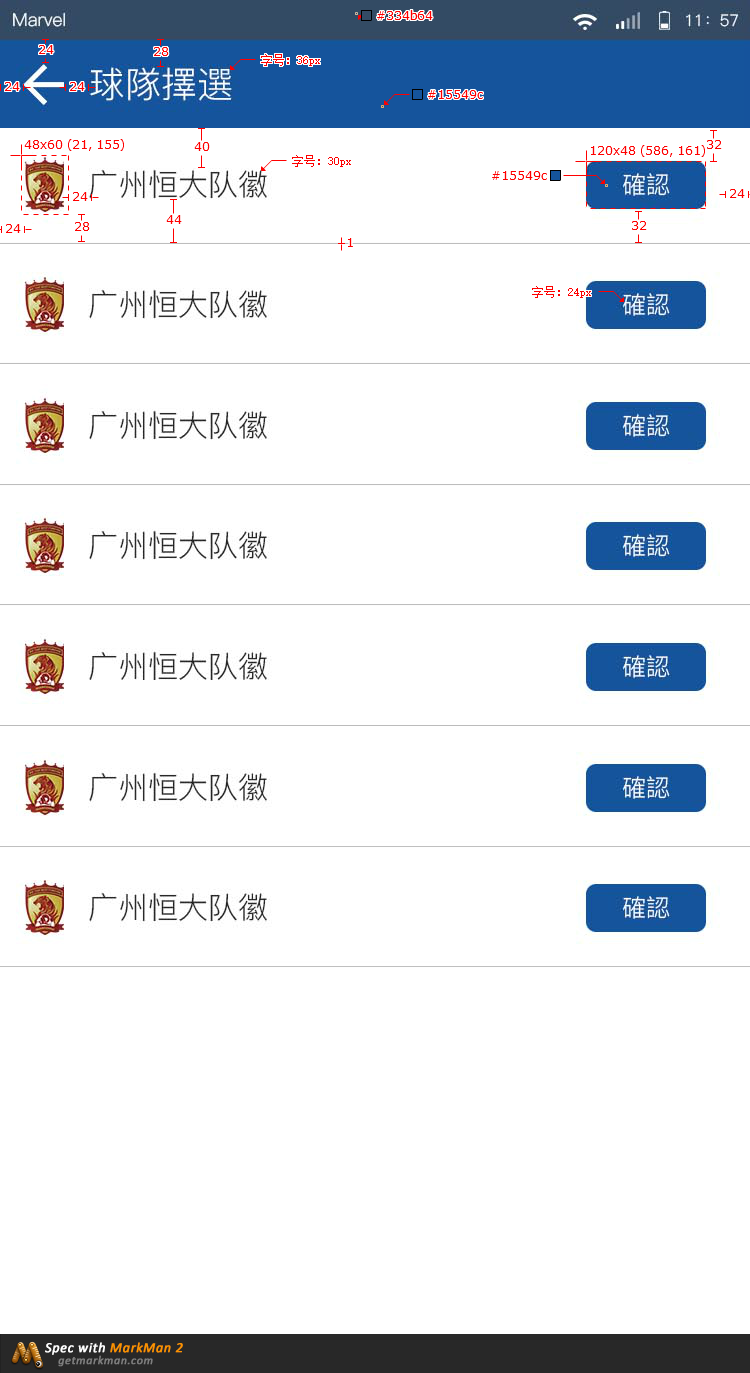 Marvel
#334b64
11: 57
24
28
字号: 36px
24
24
球隊擇選
#15549c
48x60 (21, 155)
40
120x48 (586, 161)
32
字号: 30px
#15549c
广州恒大队徽
確認
24
24
44
24
28
32
1
字号: 24px
广州恒大队徽
確認
广州恒大队徽
確認
广州恒大队徽
確認
广州恒大队徽
確認
广州恒大队徽
確認
广州恒大队徽
確認
Spec with MarkMan 2
getmarkman.com